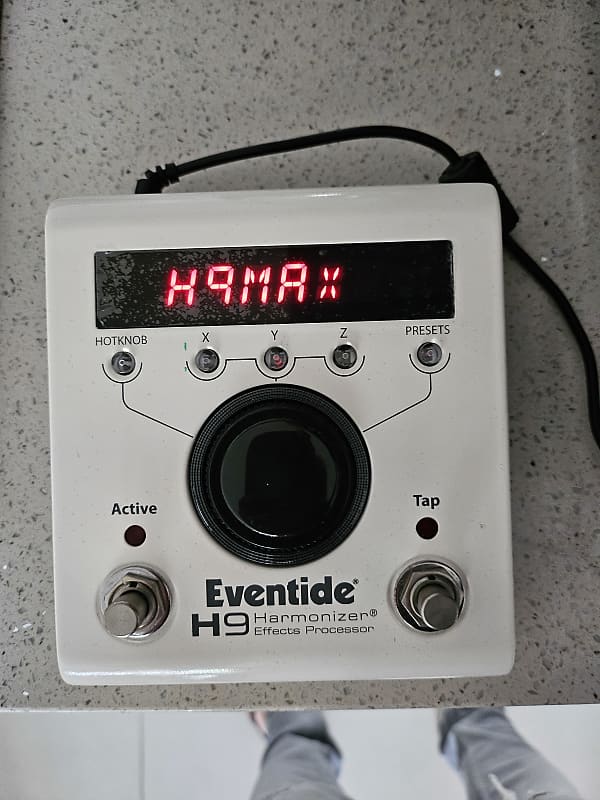 H9MAX
HOTKNOB X Y Z PRESETS
Active Tap
Eventide®
H9 Harmonizer®
Effects Processor